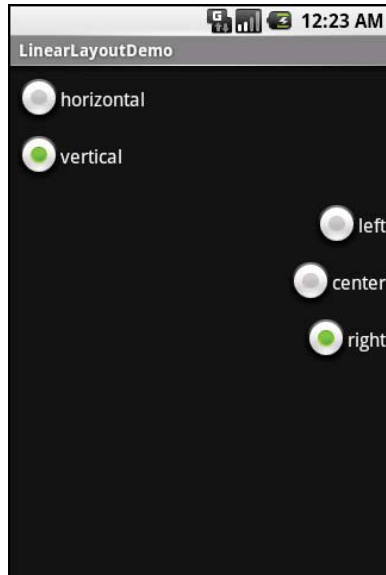 12:23 AM
LinearLayoutDemo
horizontal
vertical
left
center
right